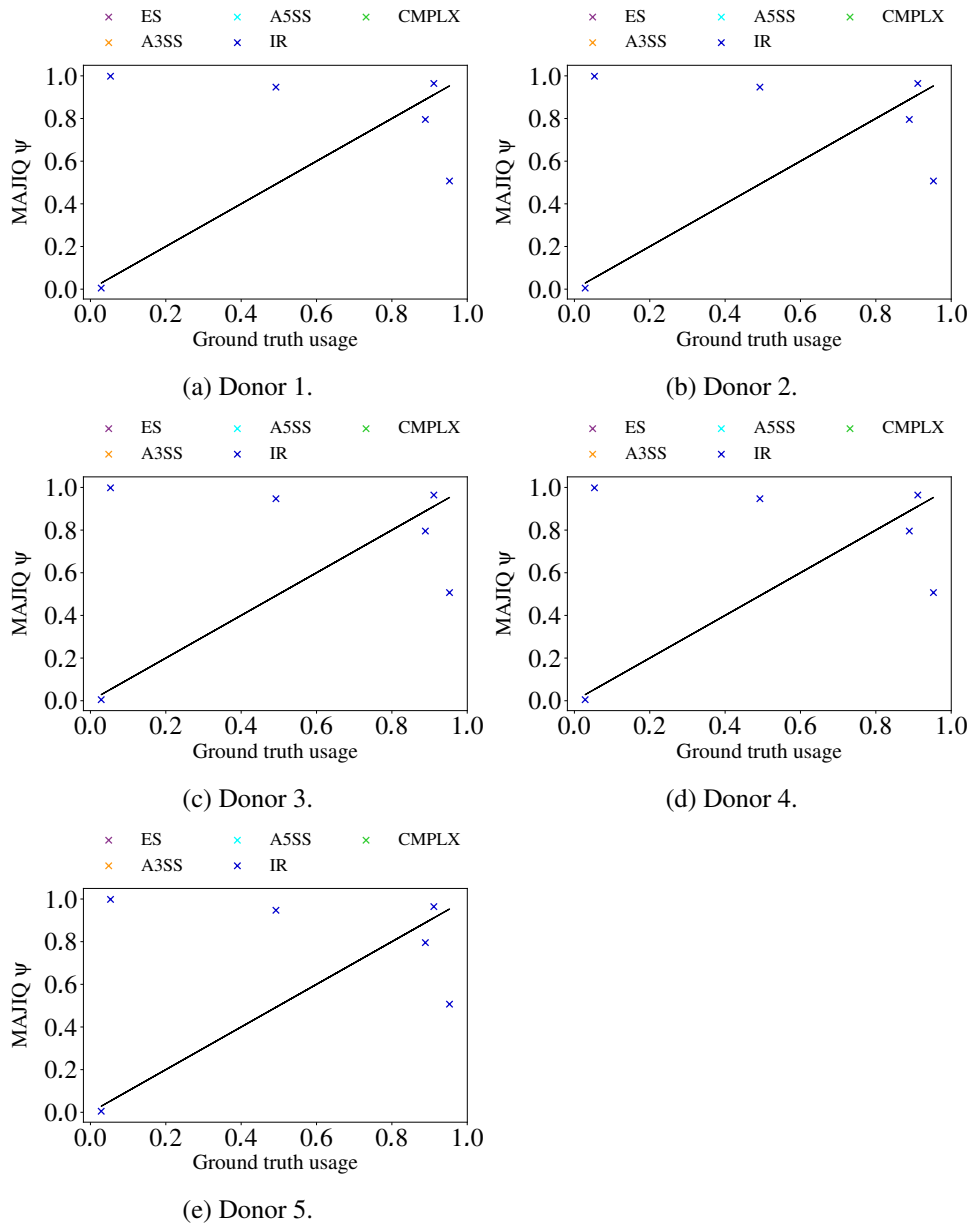 ES A5SS CMPLX ES A5SS CMPLX
A3SS IR A3SS IR
1.0 1.0
0.8 0.8
0.6 0.6
0.4 0.4
0.2 0.2
0.0 0.0
MAJIQ ψ MAJIQ ψ
0.0 0.2 0.4 0.6 0.8 1.0 0.0 0.2 0.4 0.6 0.8 1.0
Ground truth usage Ground truth usage
(a) Donor 1. (b) Donor 2.
ES A5SS CMPLX ES A5SS CMPLX
A3SS IR A3SS IR
1.0 1.0
0.8 0.8
0.6 0.6
0.4 0.4
0.2 0.2
0.0 0.0
MAJIQ ψ MAJIQ ψ
0.0 0.2 0.4 0.6 0.8 1.0 0.0 0.2 0.4 0.6 0.8 1.0
Ground truth usage Ground truth usage
(c) Donor 3. (d) Donor 4.
ES A5SS CMPLX
A3SS IR
1.0
0.8
0.6
0.4
0.2
0.0
MAJIQ ψ
0.0 0.2 0.4 0.6 0.8 1.0
Ground truth usage
(e) Donor 5.